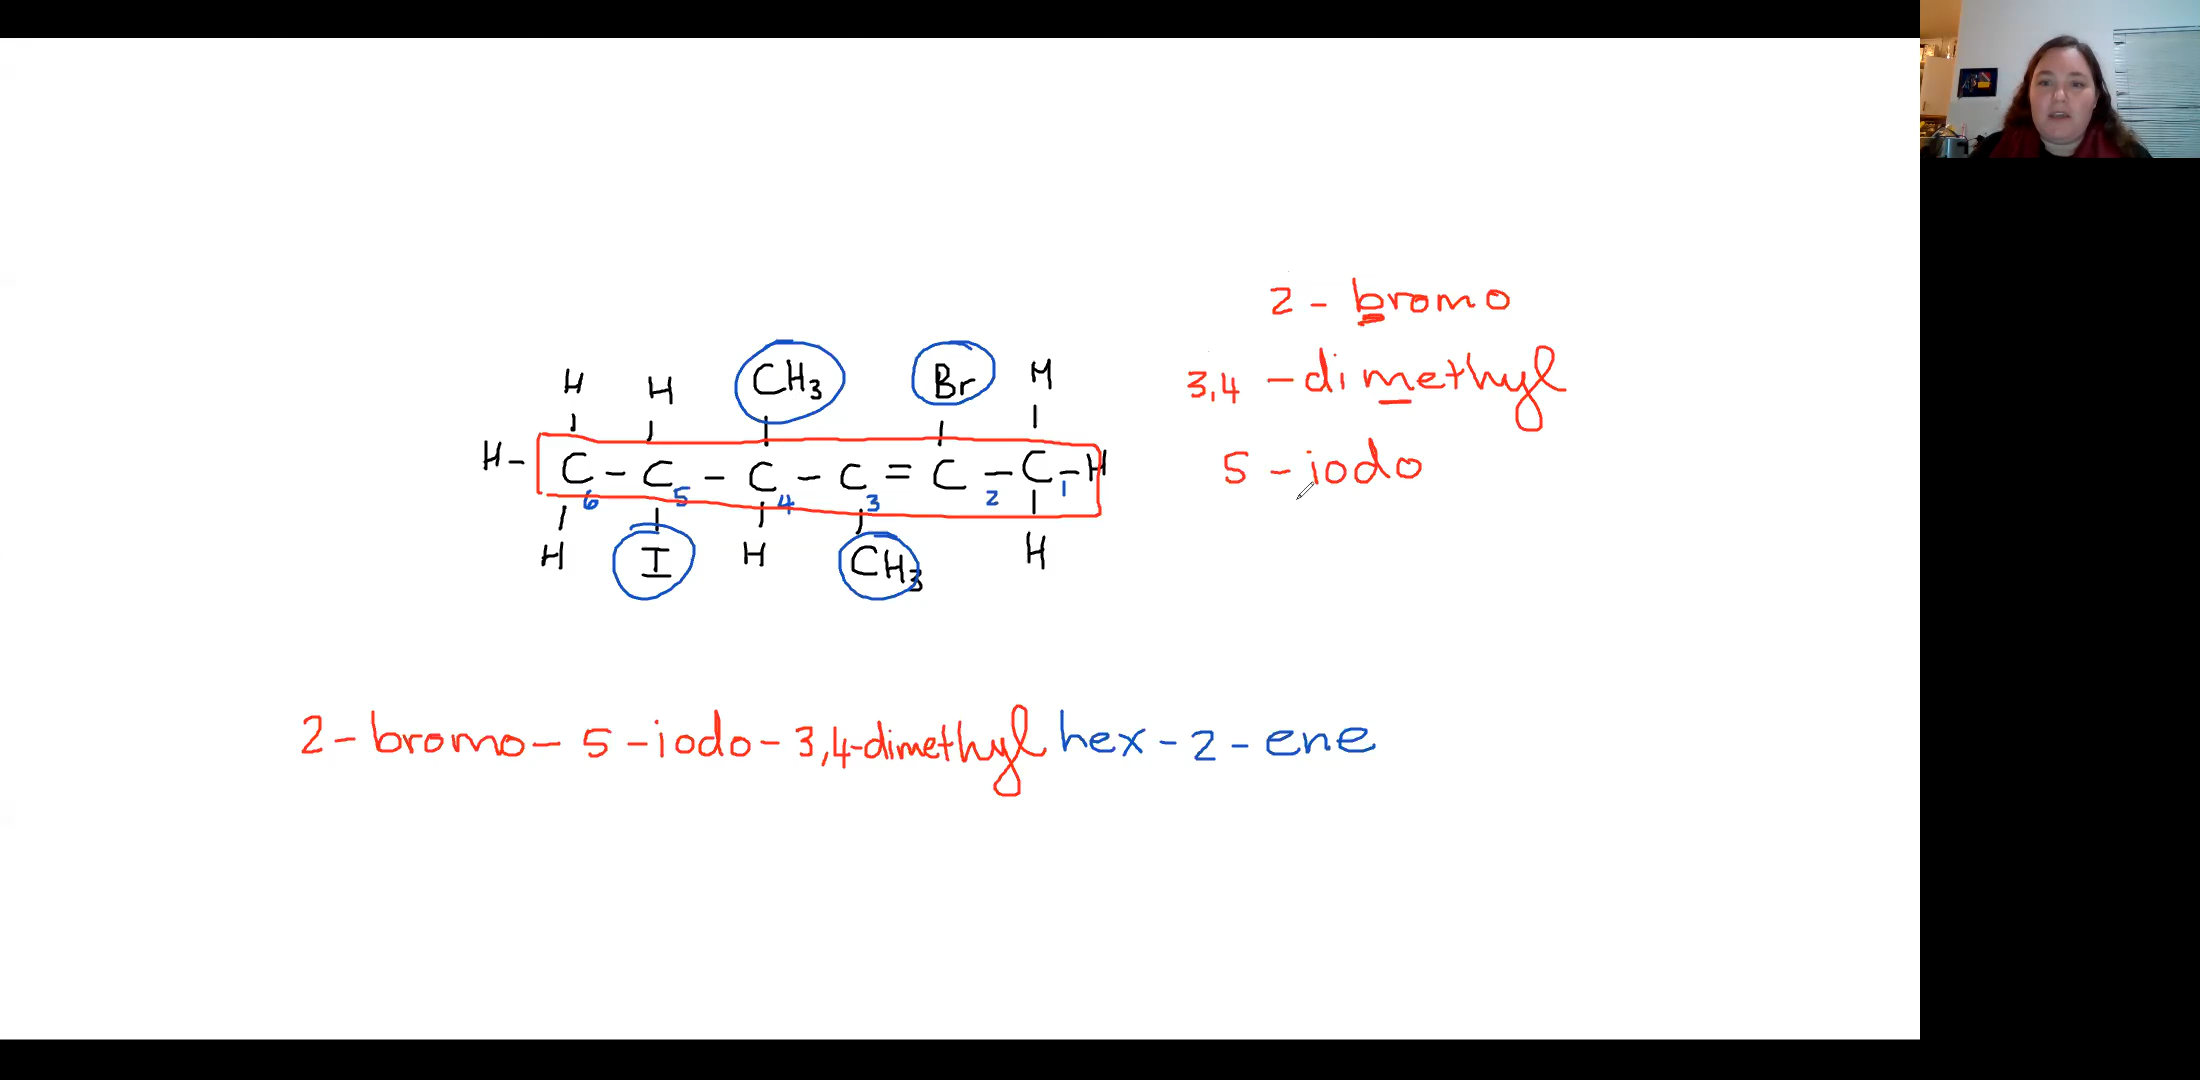 2 - bromo
3,4 - dimethyl
5 - iodo
H H CH3 Br H
H - C - C - C - C = C - C - H
6 5 4 3 2 1
H I H CH3 H
2 - bromo - 5 - iodo - 3,4 - dimethyl hex - 2 - ene